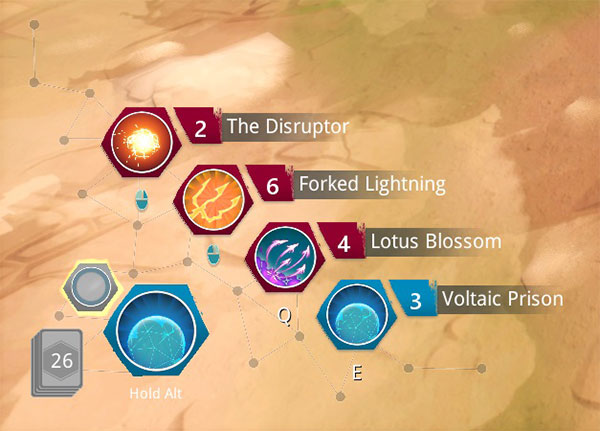 2 The Disruptor
6 Forked Lightning
4 Lotus Blossom
3 Voltaic Prison
Q
E
26
Hold Alt